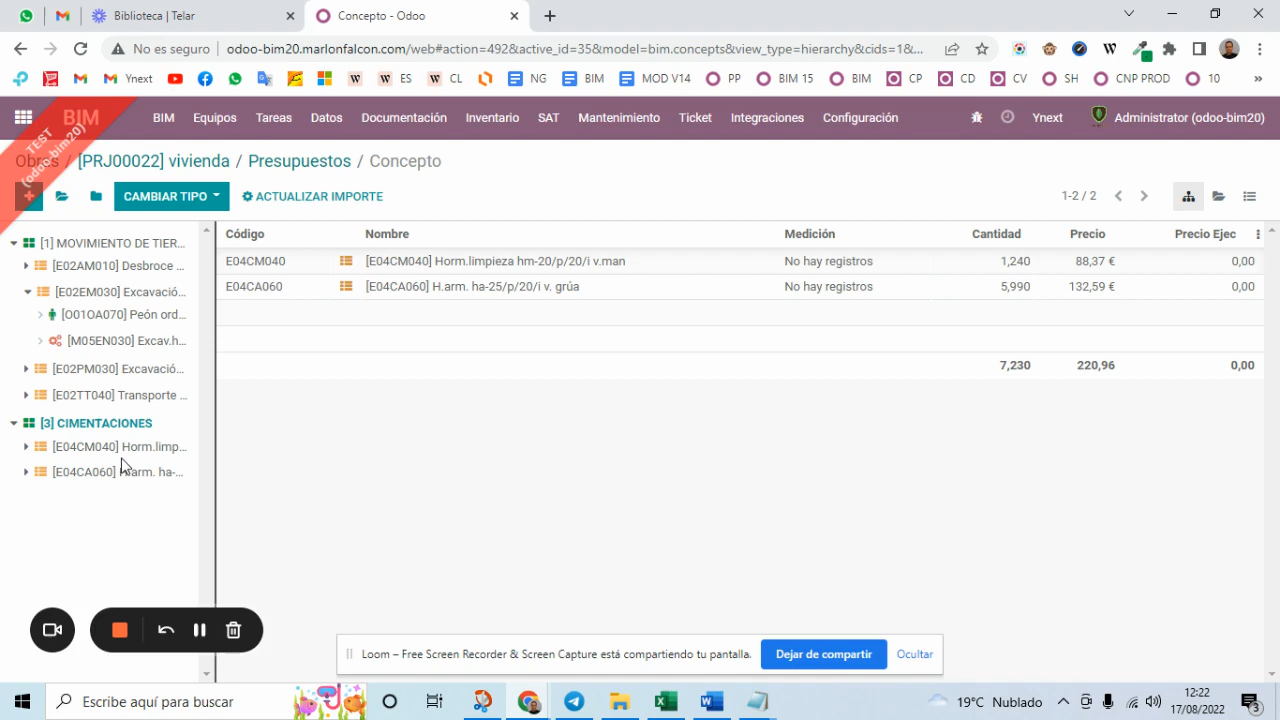 Biblioteca | Telar
Concepto - Odoo
No es seguro odoo-bim20.marlonfalcon.com/web#action=492&active_id=35&model=bim.concepts&view_type=hierarchy&cids=1&...
Ynext ES CL NG BIM MOD V14 PP BIM 15 BIM CP CD CV SH CNP PROD 10 »
BIM BIM Equipos Tareas Datos Documentación Inventario SAT Mantenimiento Ticket Integraciones Configuración Ynext Administrator (odoo-bim20)
TEST
(odoo-bim20)
Obras / [PRJ00022] vivienda / Presupuestos / Concepto
CAMBIAR TIPO ACTUALIZAR IMPORTE 1-2 / 2
[1] MOVIMIENTO DE TIER...
[E02AM010] Desbroce ...
[E02EM030] Excavació...
[O01OA070] Peón ord...
[M05EN030] Excav.h...
[E02PM030] Excavació...
[E02TT040] Transporte ...
[3] CIMENTACIONES
[E04CM040] Horm.limp...
[E04CA060] H.arm. ha-...
Código Nombre Medición Cantidad Precio Precio Ejec
E04CM040 [E04CM040] Horm.limpieza hm-20/p/20/i v.man No hay registros 1,240 88,37 € 0,00
E04CA060 [E04CA060] H.arm. ha-25/p/20/i v. grúa No hay registros 5,990 132,59 € 0,00
7,230 220,96 0,00
Loom – Free Screen Recorder & Screen Capture está compartiendo tu pantalla. Dejar de compartir Ocultar
Escribe aquí para buscar
19°C Nublado
12:22
17/08/2022
3